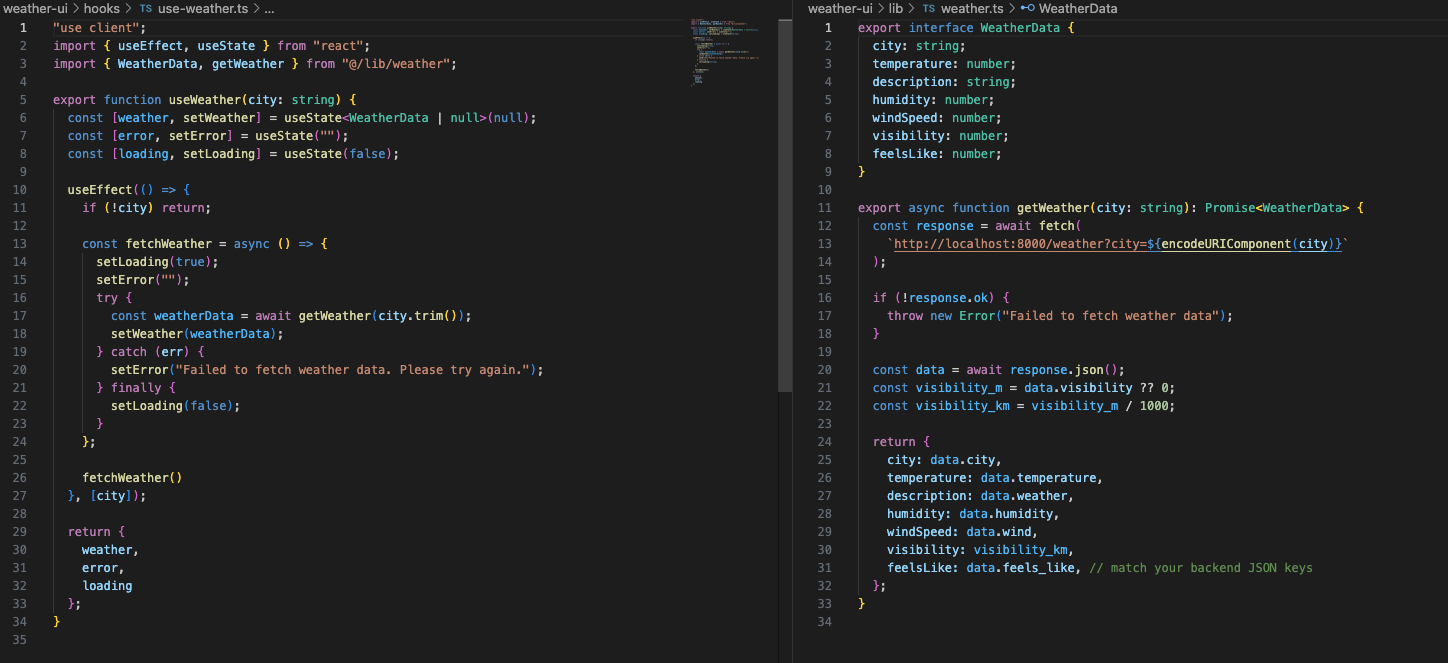 weather-ui > hooks > TS use-weather.ts > ...
1 "use client";
2 import { useEffect, useState } from "react";
3 import { WeatherData, getWeather } from "@/lib/weather";
4
5 export function useWeather(city: string) {
6   const [weather, setWeather] = useState<WeatherData | null>(null);
7   const [error, setError] = useState("");
8   const [loading, setLoading] = useState(false);
9
10   useEffect(() => {
11     if (!city) return;
12
13     const fetchWeather = async () => {
14       setLoading(true);
15       setError("");
16       try {
17         const weatherData = await getWeather(city.trim());
18         setWeather(weatherData);
19       } catch (err) {
20         setError("Failed to fetch weather data. Please try again.");
21       } finally {
22         setLoading(false);
23       }
24     };
25
26     fetchWeather()
27   }, [city]);
28
29   return {
30     weather,
31     error,
32     loading
33   };
34 }
35
weather-ui > lib > TS weather.ts > WeatherData
1 export interface WeatherData {
2   city: string;
3   temperature: number;
4   description: string;
5   humidity: number;
6   windSpeed: number;
7   visibility: number;
8   feelsLike: number;
9 }
10
11 export async function getWeather(city: string): Promise<WeatherData> {
12   const response = await fetch(
13     `http://localhost:8000/weather?city=${encodeURIComponent(city)}`
14   );
15
16   if (!response.ok) {
17     throw new Error("Failed to fetch weather data");
18   }
19
20   const data = await response.json();
21   const visibility_m = data.visibility ?? 0;
22   const visibility_km = visibility_m / 1000;
23
24   return {
25     city: data.city,
26     temperature: data.temperature,
27     description: data.weather,
28     humidity: data.humidity,
29     windSpeed: data.wind,
30     visibility: visibility_km,
31     feelsLike: data.feels_like, // match your backend JSON keys
32   };
33 }
34